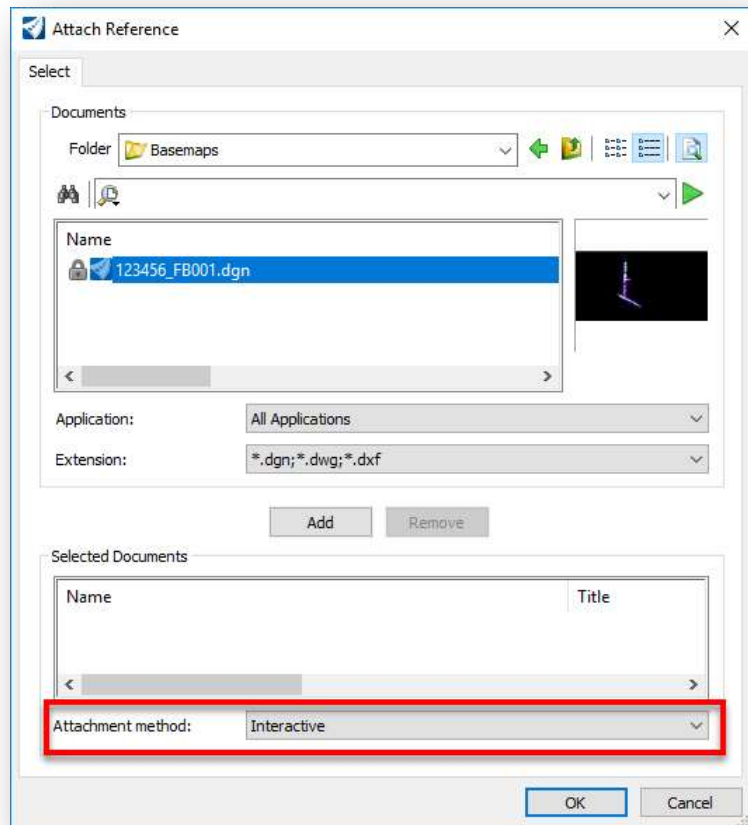 Attach Reference
Select
Documents
Folder Basemaps
Name
123456_FB001.dgn
Application: All Applications
Extension: *.dgn;*.dwg;*.dxf
Add Remove
Selected Documents
Name Title
Attachment method: Interactive
OK Cancel